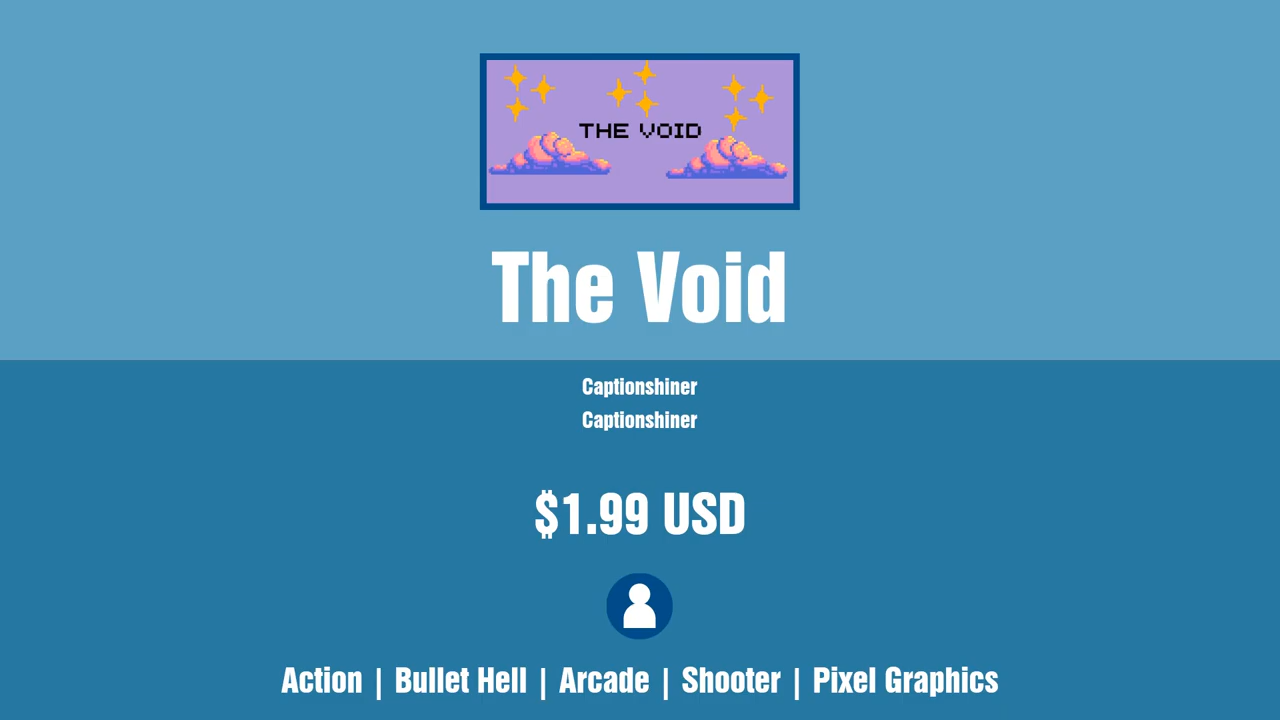 THE VOID
The Void
Captionshiner
Captionshiner
$1.99 USD
Action | Bullet Hell | Arcade | Shooter | Pixel Graphics